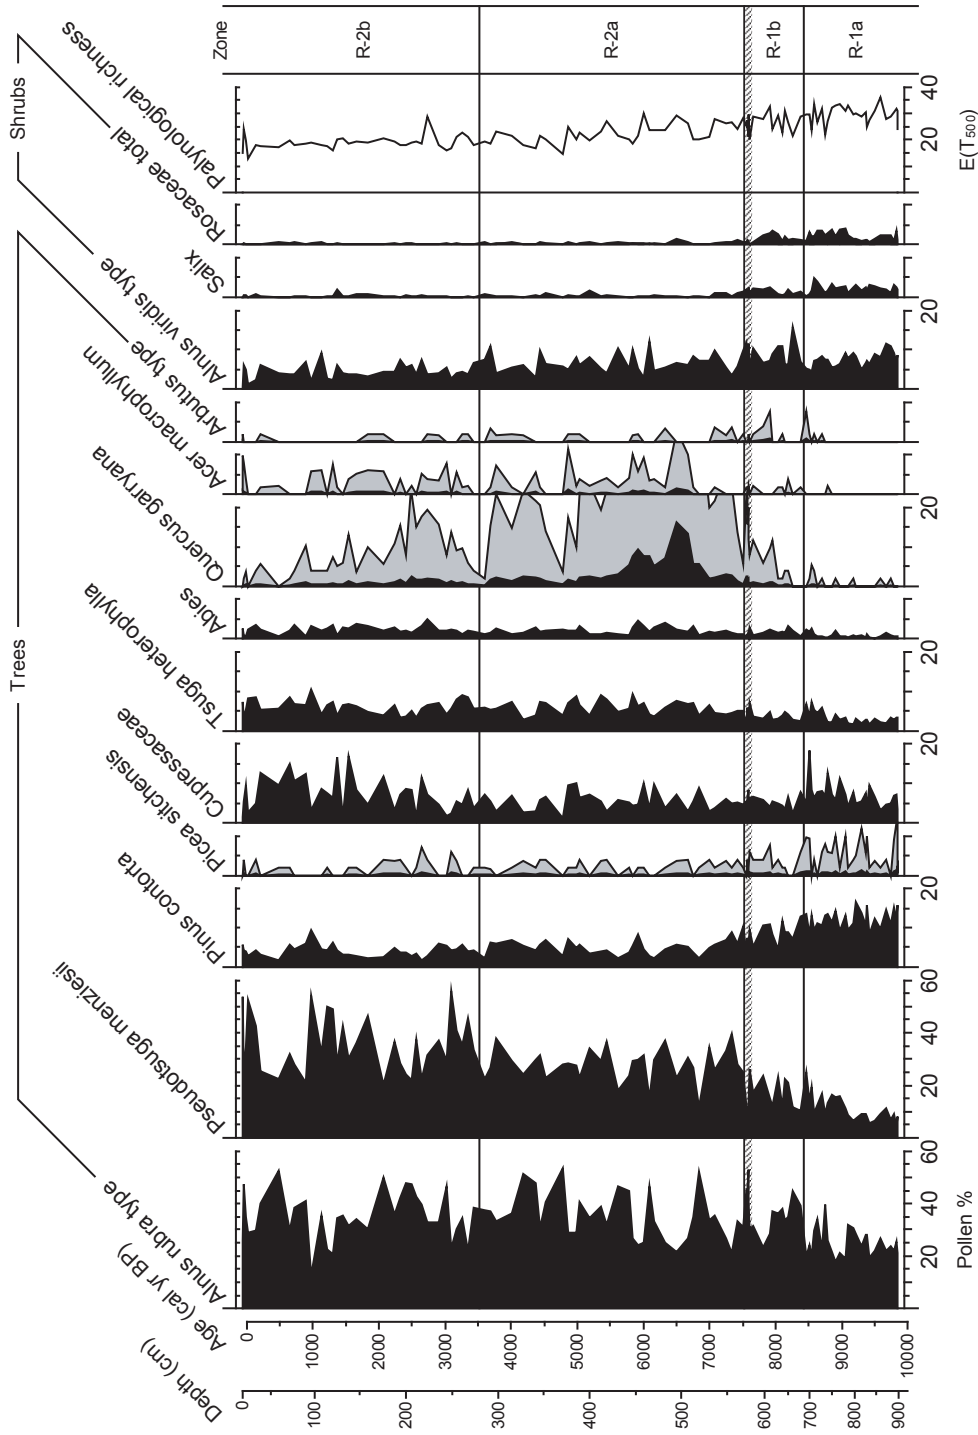 Trees
Shrubs
Depth (cm)
Age (cal yr BP)
Alnus rubra type
Pseudotsuga menziesii
Pinus contorta
Picea sitchensis
Cupressaceae
Tsuga heterophylla
Abies
Quercus garryana
Acer macrophyllum
Arbutus type
Alnus viridis type
Salix
Rosaceae total
Palynological richness
Zone
R-2b
R-2a
R-1b
R-1a
0
100
200
300
400
500
600
700
800
900
0
1000
2000
3000
4000
5000
6000
7000
8000
9000
10000
20 40 60
20 40 60
20
20
20
20
20
20 40
Pollen %
E(T500)